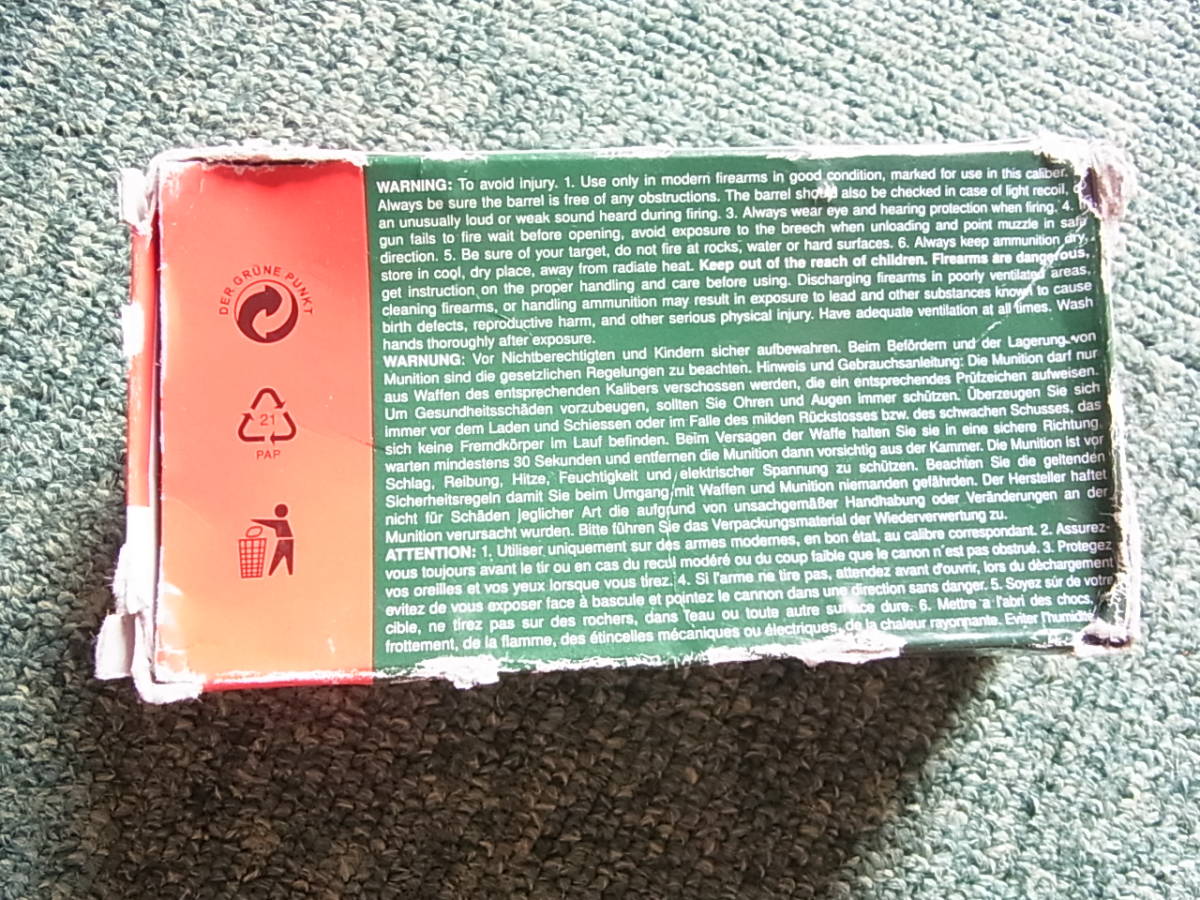 DER GRÜNE PUNKT
21
PAP
WARNING: To avoid injury. 1. Use only in modern firearms in good condition, marked for use in this caliber.
Always be sure the barrel is free of any obstructions. The barrel should also be checked in case of light recoil,
an unusually loud or weak sound heard during firing. 3. Always wear eye and hearing protection when firing. 4.
gun fails to fire wait before opening, avoid exposure to the breech when unloading and point muzzle in safe
direction. 5. Be sure of your target, do not fire at rocks, water or hard surfaces. 6. Always keep ammunition dry,
store in cool, dry place, away from radiate heat. Keep out of the reach of children. Firearms are dangerous,
get instruction on the proper handling and care before using. Discharging firearms in poorly ventilated areas,
cleaning firearms, or handling ammunition may result in exposure to lead and other substances known to cause
birth defects, reproductive harm, and other serious physical injury. Have adequate ventilation at all times. Wash
hands thoroughly after exposure.
WARNUNG: Vor Nichtberechtigten und Kindern sicher aufbewahren. Beim Befördern und der Lagerung von
Munition sind die gesetzlichen Regelungen zu beachten. Hinweis und Gebrauchsanleitung: Die Munition darf nur
aus Waffen des entsprechenden Kalibers verschossen werden, die ein entsprechendes Prüfzeichen aufweisen.
Um Gesundheitsschäden vorzubeugen, sollten Sie Ohren und Augen immer schützen. Überzeugen Sie sich
immer vor dem Laden und Schiessen oder im Falle des milden Rückstosses bzw. des schwachen Schusses, das
sich keine Fremdkörper im Lauf befinden. Beim Versagen der Waffe halten Sie sie in eine sichere Richtung,
warten mindestens 30 Sekunden und entfernen die Munition dann vorsichtig aus der Kammer. Die Munition ist vor
Schlag, Reibung, Hitze, Feuchtigkeit und elektrischer Spannung zu schützen. Beachten Sie die geltenden
Sicherheitsregeln damit Sie beim Umgang mit Waffen und Munition niemanden gefährden. Der Hersteller haftet
nicht für Schäden jeglicher Art die aufgrund von unsachgemäßer Handhabung oder Veränderungen an der
Munition verursacht wurden. Bitte führen Sie das Verpackungsmaterial der Wiederverwertung zu.
ATTENTION: 1. Utiliser uniquement sur des armes modernes, en bon état, au calibre correspondant. 2. Assurez-
vous toujours avant le tir ou en cas du recul modéré ou du coup faible que le canon n'est pas obstrué. 3. Protegez
vos oreilles et vos yeux lorsque vous tirez. 4. Si l'arme ne tire pas, attendez avant d'ouvrir, lors du dèchargement
evitez de vous exposer face à bascule et pointez le cannon dans une direction sans danger. 5. Soyez súr de votre
cible, ne tirez pas sur des rochers, dans l'eau ou toute autre surface dure. 6. Mettre a l'abri des chocs,
frottement, de la flamme, des étincelles mécaniques ou électriques, de la chaleur rayonnante. Eviter l'humidité